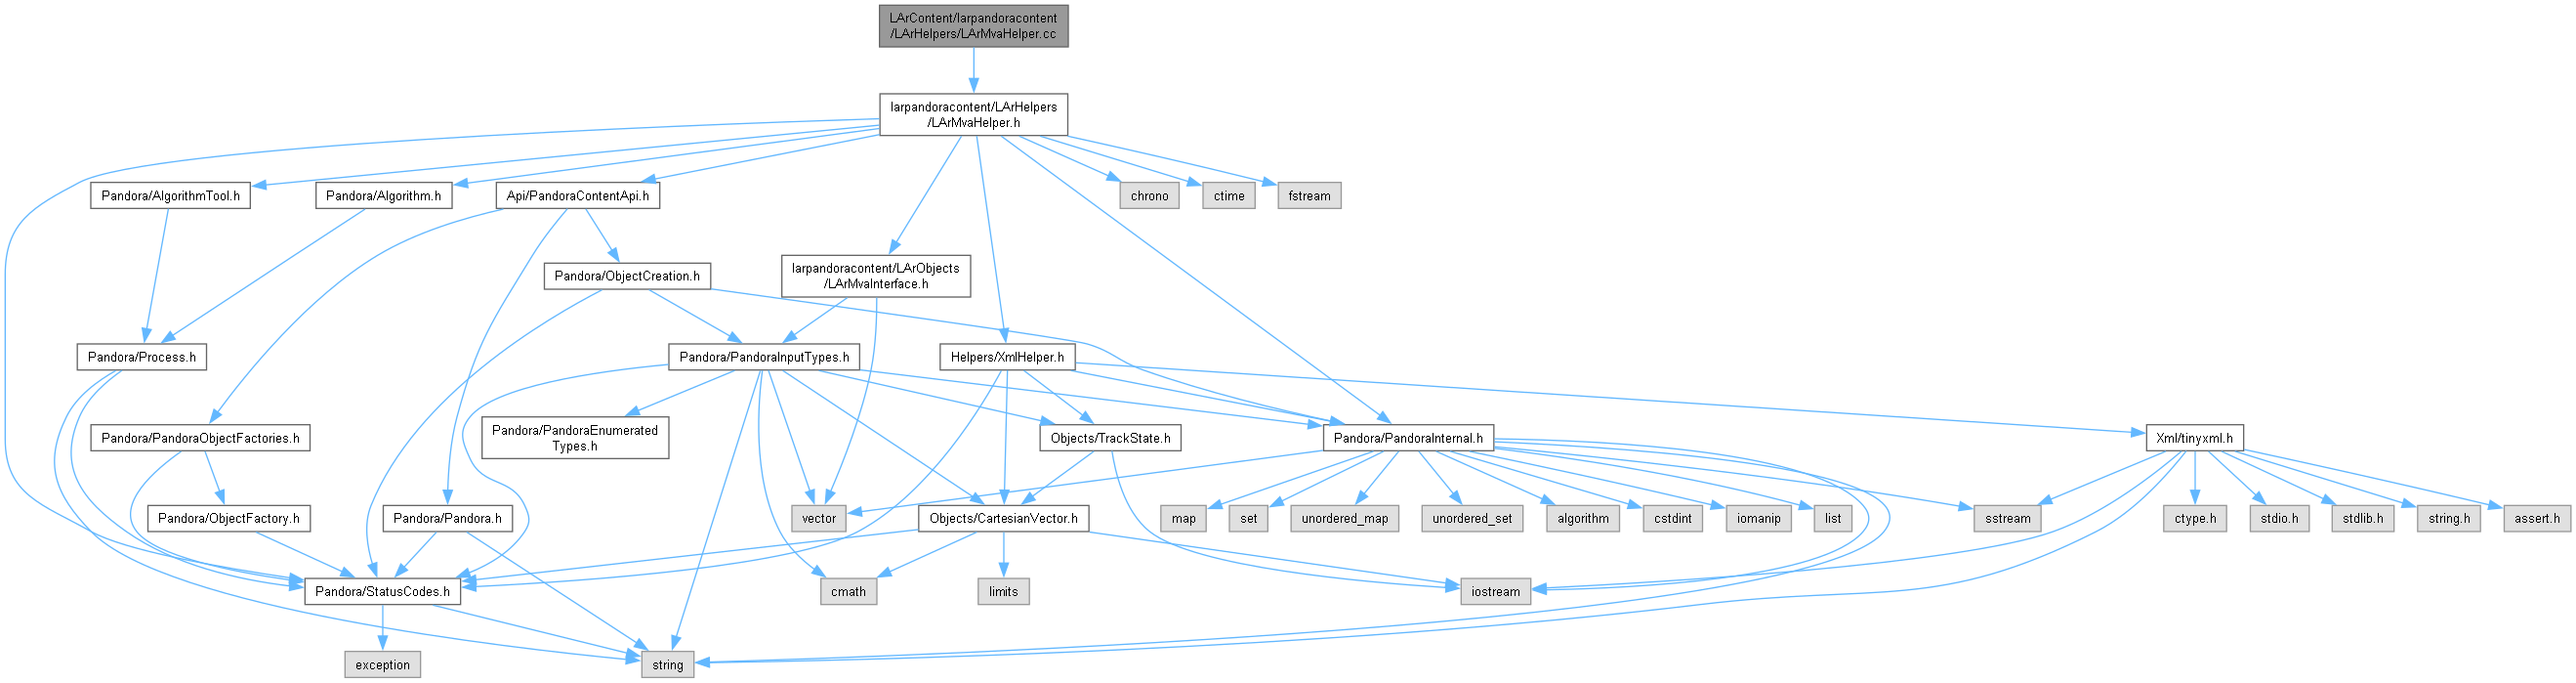 LArContent/larpandoracontent
/LArHelpers/LArMvaHelper.cc
larpandoracontent/LArHelpers
/LArMvaHelper.h
Pandora/AlgorithmTool.h
Pandora/Algorithm.h
Api/PandoraContentApi.h
chrono
ctime
fstream
Pandora/ObjectCreation.h
larpandoracontent/LArObjects
/LArMvaInterface.h
Pandora/Process.h
Pandora/PandoraInputTypes.h
Helpers/XmlHelper.h
Pandora/PandoraObjectFactories.h
Pandora/PandoraEnumerated
Types.h
Objects/TrackState.h
Pandora/PandoraInternal.h
Xml/tinyxml.h
Pandora/ObjectFactory.h
Pandora/Pandora.h
vector
Objects/CartesianVector.h
map
set
unordered_map
unordered_set
algorithm
cstdint
iomanip
list
sstream
ctype.h
stdio.h
stdlib.h
string.h
assert.h
Pandora/StatusCodes.h
cmath
limits
iostream
exception
string